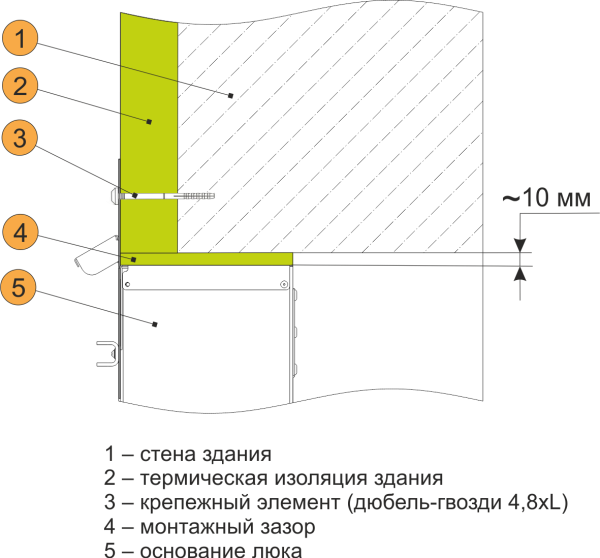 1
2
3
~10 мм
4
5
1 – стена здания
2 – термическая изоляция здания
3 – крепежный элемент (дюбель-гвозди 4,8xL)
4 – монтажный зазор
5 – основание люка